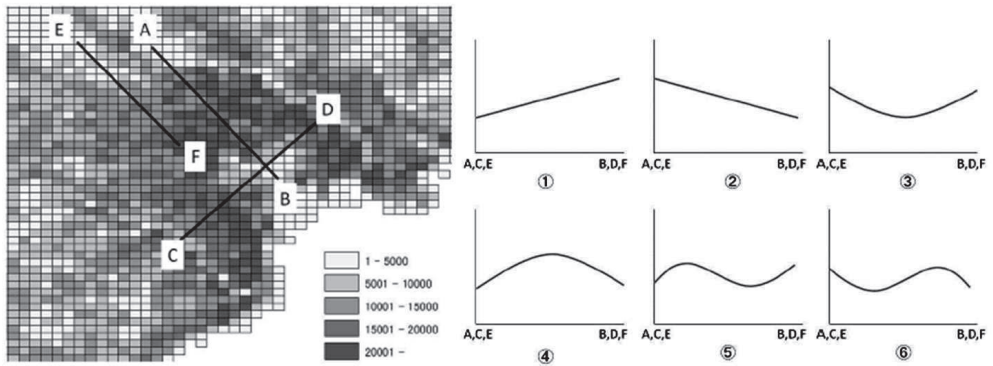 E
A
D
F
B
C
1 - 5000
5001 - 10000
10001 - 15000
15001 - 20000
20001 -
A,C,E B,D,F
①
A,C,E B,D,F
②
A,C,E B,D,F
③
A,C,E B,D,F
④
A,C,E B,D,F
⑤
A,C,E B,D,F
⑥